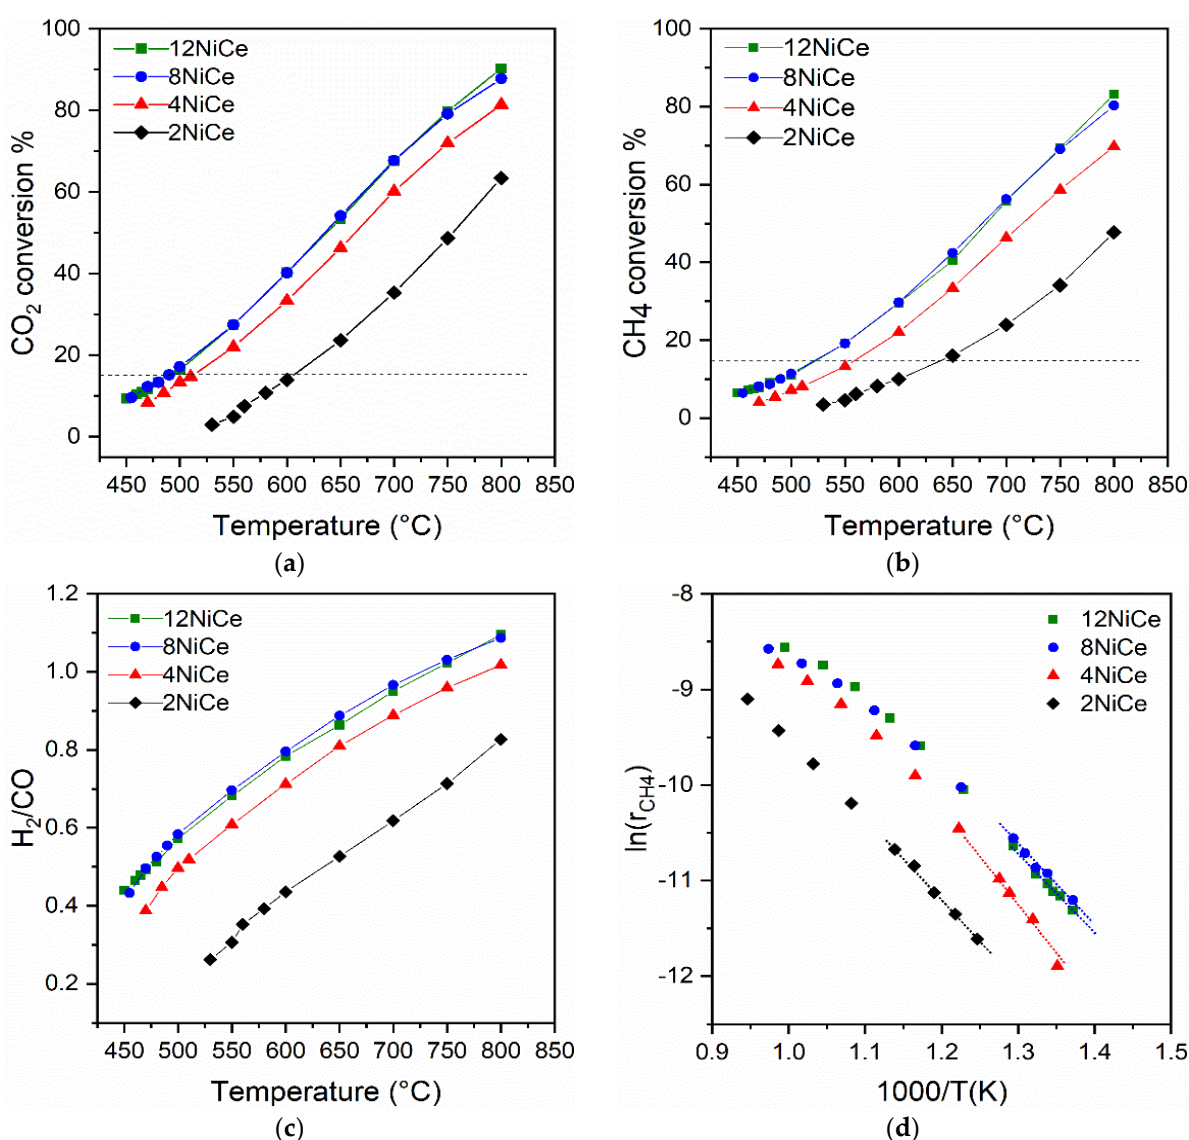 12NiCe
8NiCe
4NiCe
2NiCe
CO2 conversion %
100
80
60
40
20
0
450 500 550 600 650 700 750 800 850
Temperature (°C)
(a)
12NiCe
8NiCe
4NiCe
2NiCe
CH4 conversion %
100
80
60
40
20
0
450 500 550 600 650 700 750 800 850
Temperature (°C)
(b)
12NiCe
8NiCe
4NiCe
2NiCe
H2/CO
1.2
1.0
0.8
0.6
0.4
0.2
450 500 550 600 650 700 750 800 850
Temperature (°C)
(c)
12NiCe
8NiCe
4NiCe
2NiCe
ln(rCH4)
-8
-9
-10
-11
-12
0.9 1.0 1.1 1.2 1.3 1.4 1.5
1000/T(K)
(d)